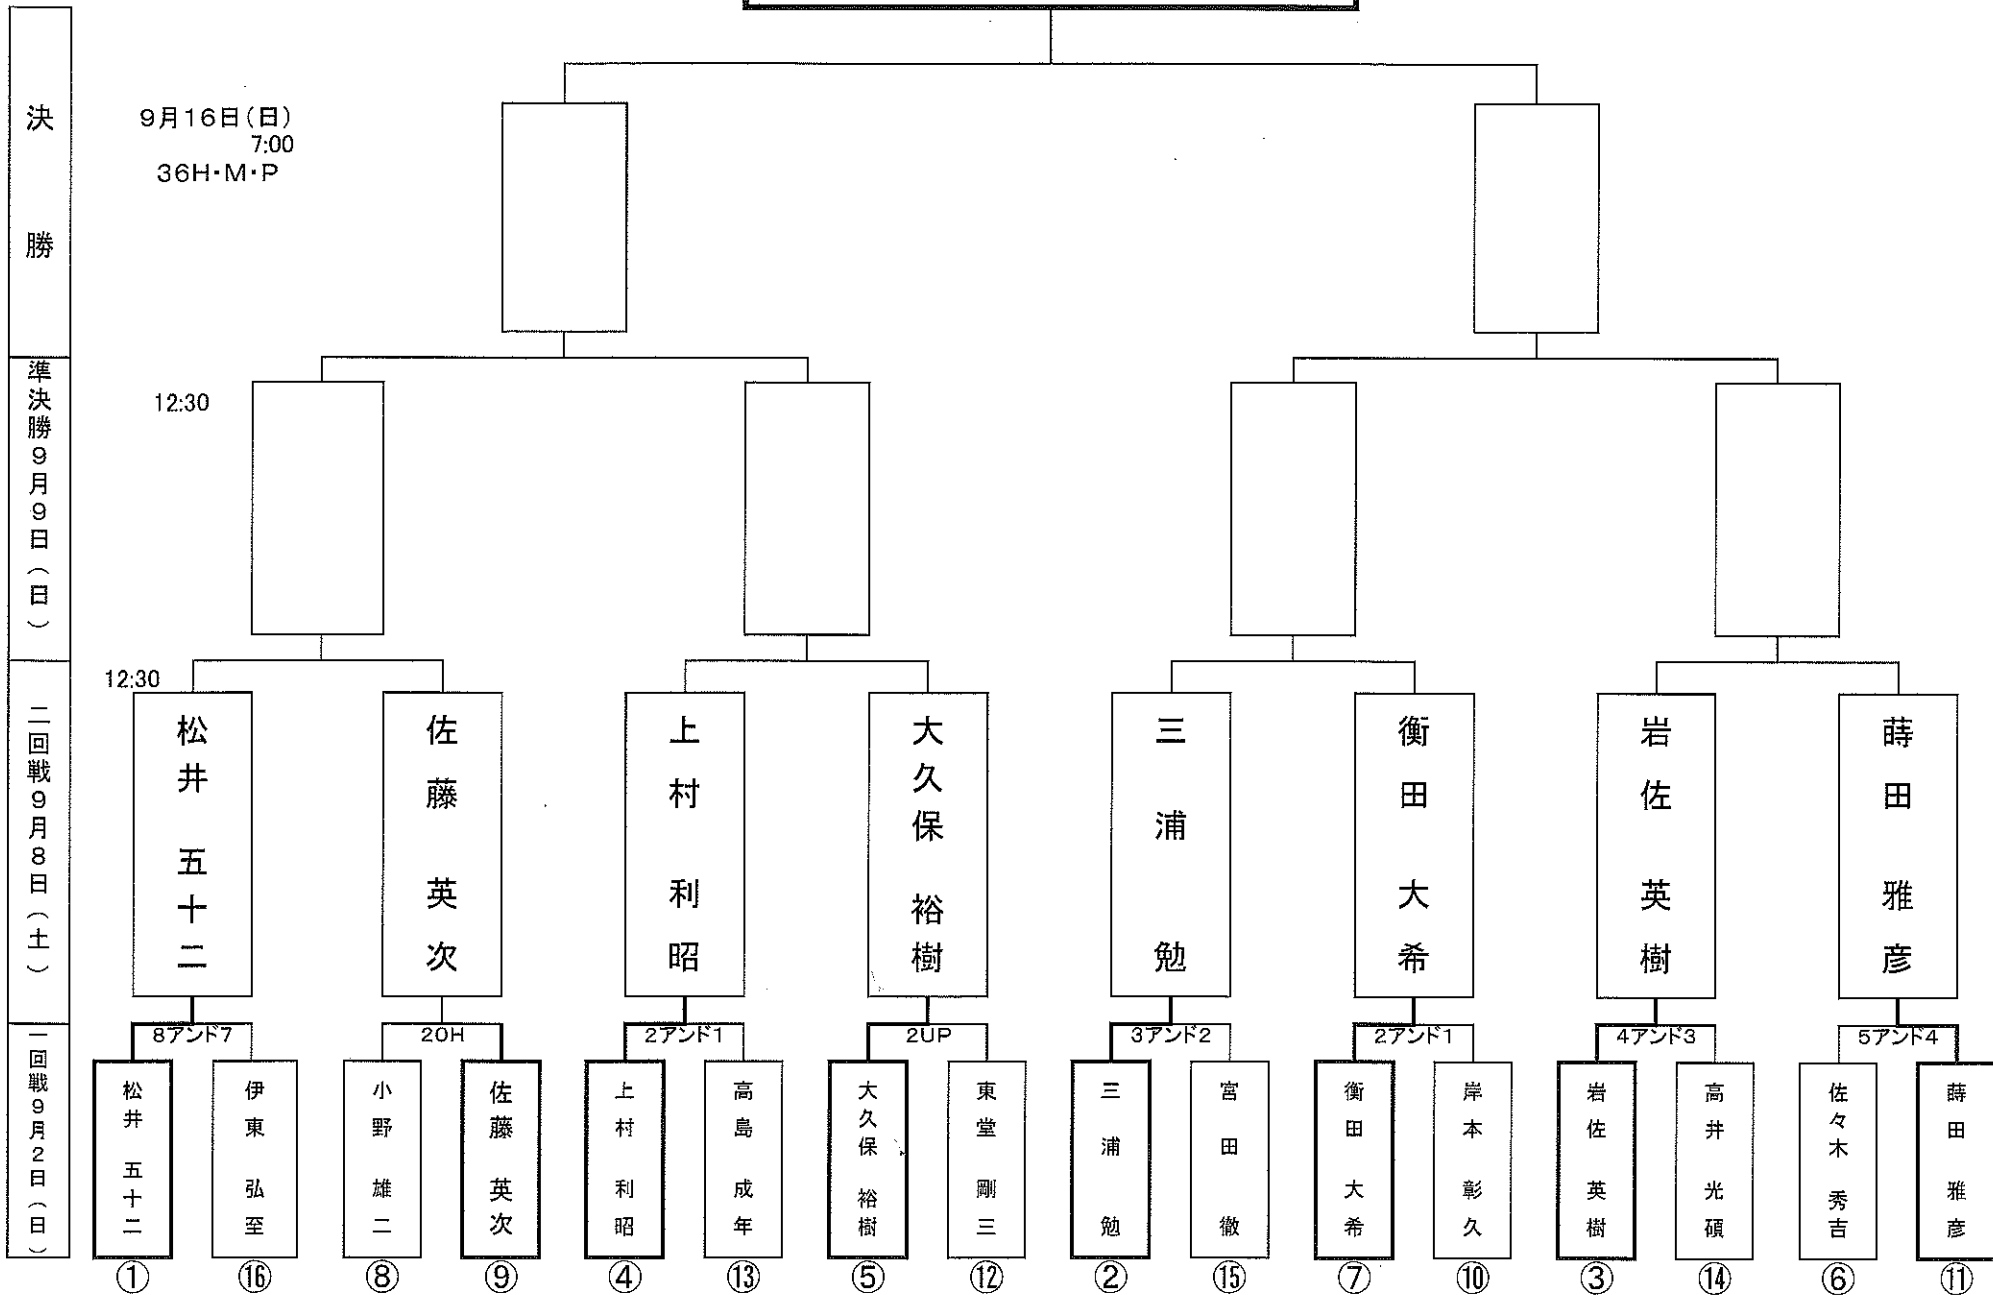 決勝
9月16日(日)
7:00
36H・M・P
準決勝9月9日(日)
12:30
二回戦9月8日(土)
12:30
松井 五十二
佐藤 英次
上村 利昭
大久保 裕樹
三浦 勉
衡田 大希
岩佐 英樹
蒔田 雅彦
一回戦9月2日(日)
8アンド7
20H
2アンド1
2UP
3アンド2
2アンド1
4アンド3
5アンド4
松井 五十二
伊東 弘至
小野 雄二
佐藤 英次
上村 利昭
高島 成年
大久保 裕樹
東堂 剛三
三浦 勉
宮田 徹
衡田 大希
岸本 彰久
岩佐 英樹
高井 光碩
佐々木 秀吉
蒔田 雅彦
① ⑯ ⑧ ⑨ ④ ⑬ ⑤ ⑫ ② ⑮ ⑦ ⑩ ③ ⑭ ⑥ ⑪